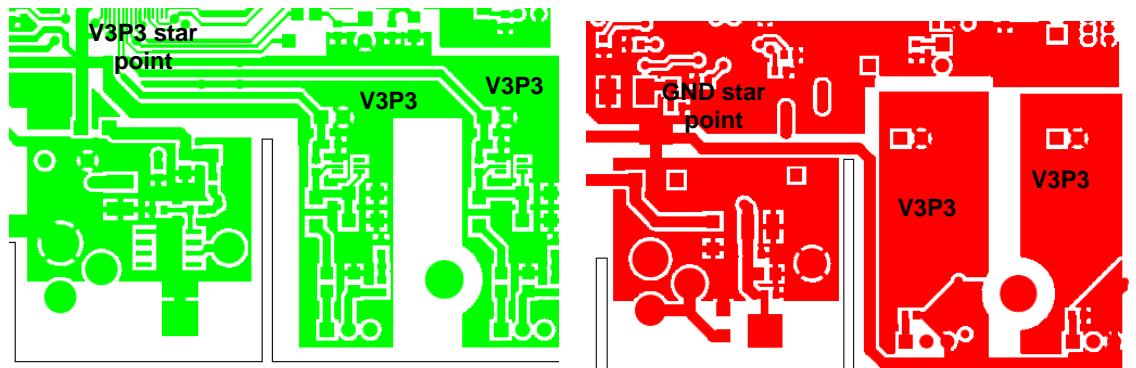 V3P3 star
point
V3P3
V3P3
GND star
point
V3P3
V3P3